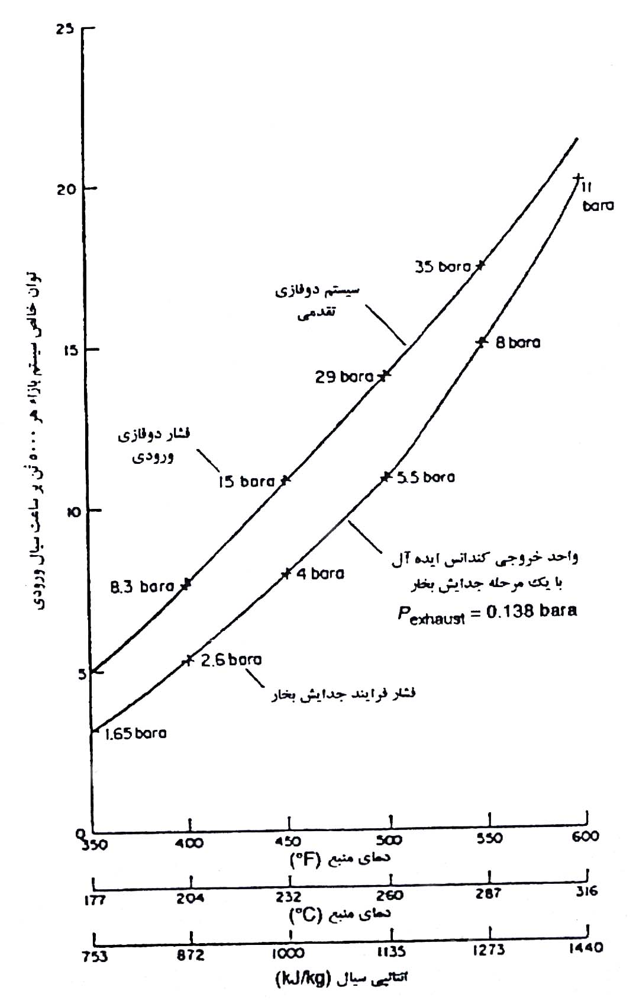 25
20
15
10
5
0
توان خالص سیستم بازاء هر ۵۰۰۰ تُن بر ساعت سیال ورودی
11
bara
35 bara
سیستم دوفازی
تقدمی
8 bara
29 bara
فشار دوفازی
ورودی
15 bara
5.5 bara
واحد خروجی کندانس ایده آل
با یک مرحله جدایش بخار
Pexhaust = 0.138 bara
4 bara
8.3 bara
2.6 bara
فشار فرایند جدایش بخار
1.65 bara
350 400 450 500 550 600
دمای منبع (°F)
177 204 232 260 287 316
دمای منبع (°C)
753 872 1000 1135 1273 1440
انتالپی سیال (kJ/kg)